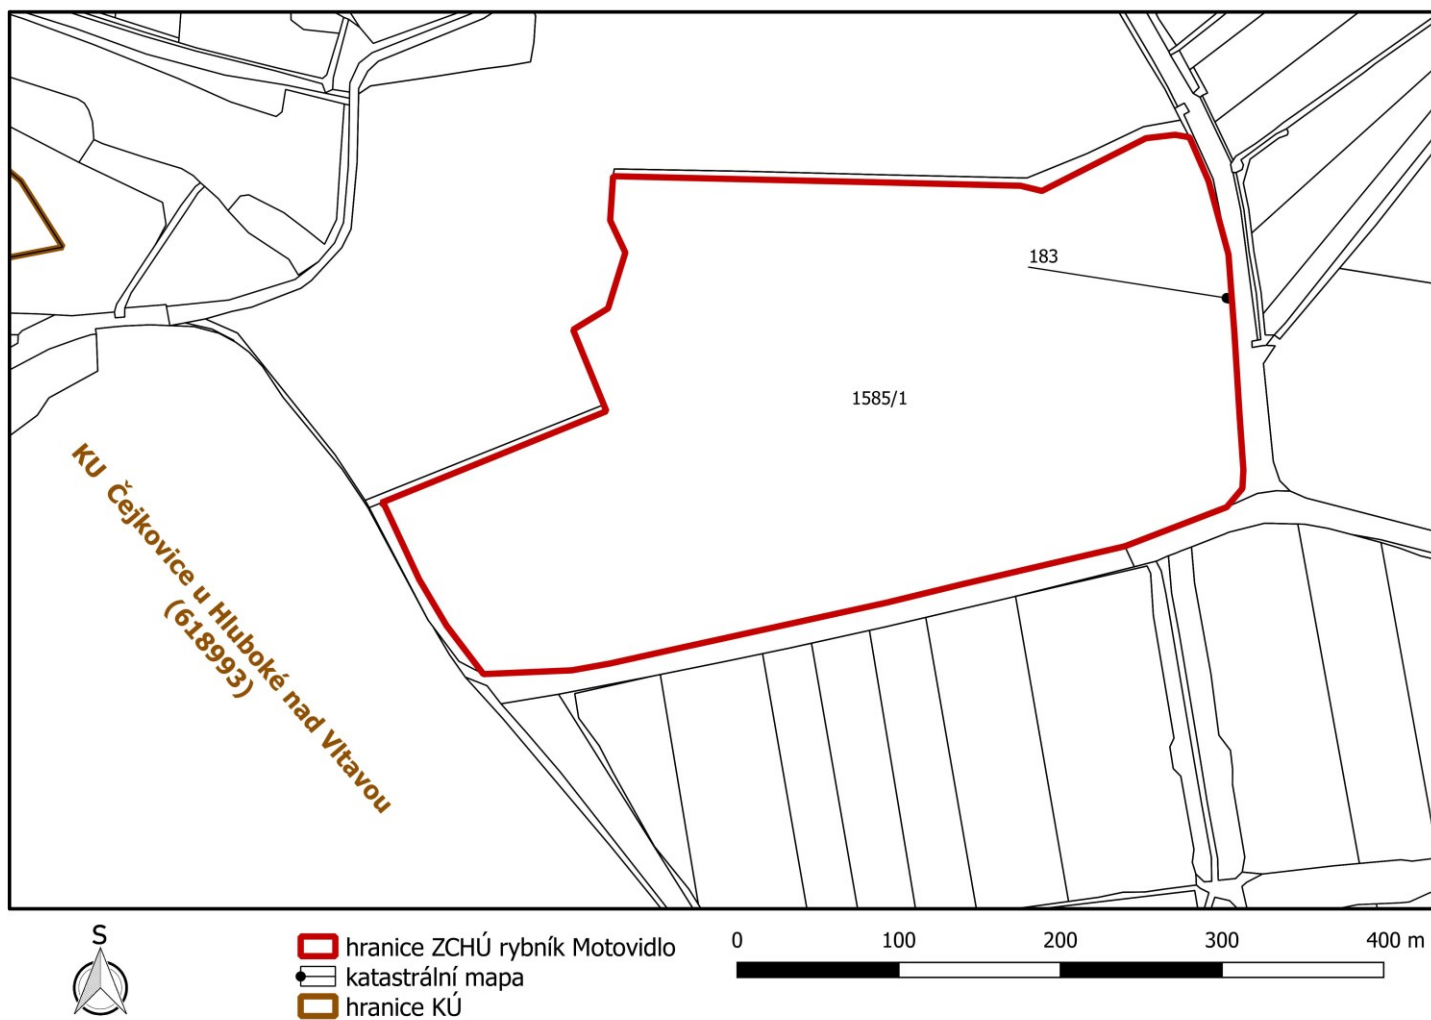 183
1585/1
KU Čejkovice u Hluboké nad Vltavou
(618993)
S
hranice ZCHÚ rybník Motovidlo
katastrální mapa
hranice KÚ
0 100 200 300 400 m